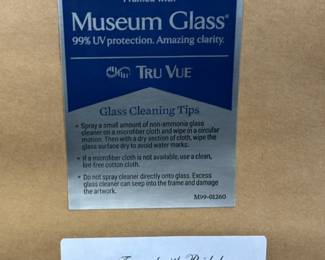 Framed with
Museum Glass®
99% UV protection. Amazing clarity.
TRU VUE
Glass Cleaning Tips
• Spray a small amount of non-ammonia glass
cleaner on a microfiber cloth and wipe in a circular
motion. Then with a dry section of cloth, wipe the
glass surface dry to avoid water marks.
• If a microfiber cloth is not available, use a clean,
lint-free cotton cloth.
• Do not spray cleaner directly onto glass. Excess
glass cleaner can seep into the frame and damage
the artwork.
M99-01260